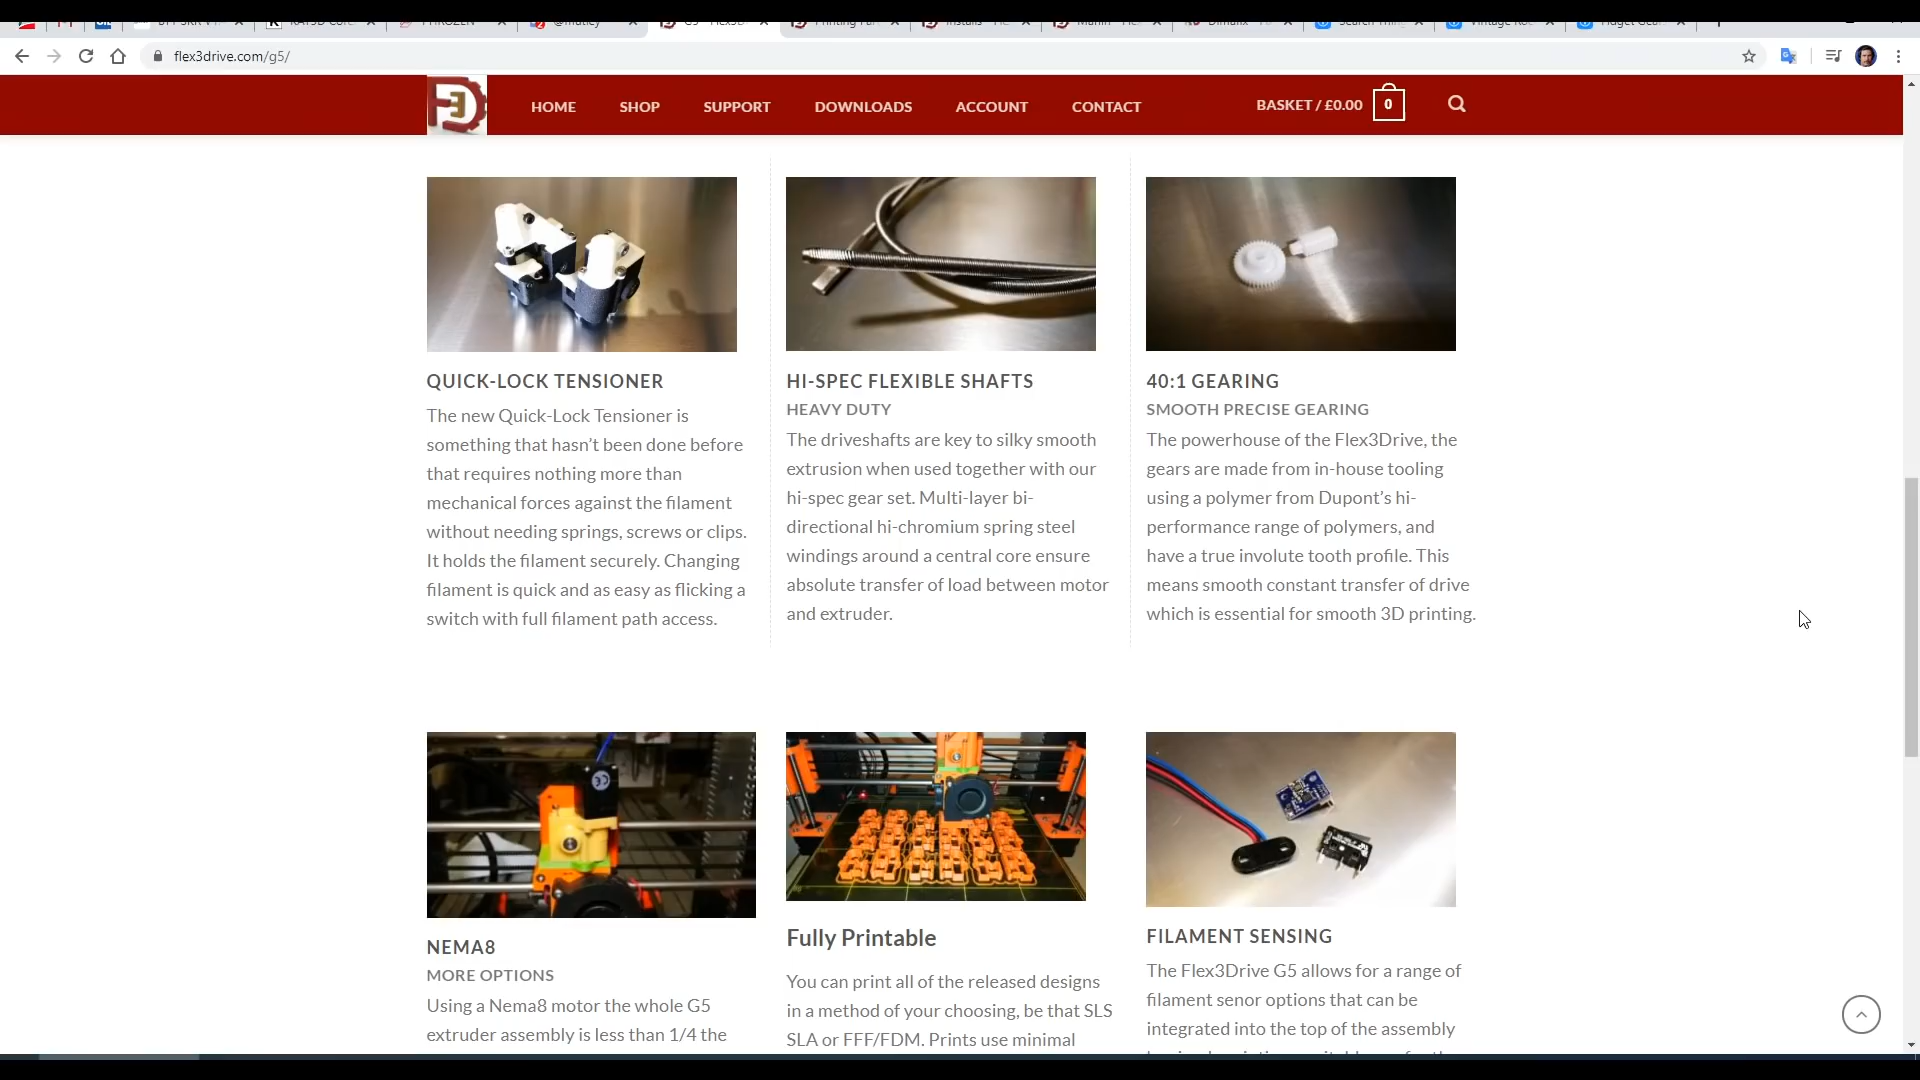 flex3drive.com/g5/
HOME
SHOP
SUPPORT
DOWNLOADS
ACCOUNT
CONTACT
BASKET / £0.00
0
QUICK-LOCK TENSIONER
The new Quick-Lock Tensioner is
something that hasn't been done before
that requires nothing more than
mechanical forces against the filament
without needing springs, screws or clips.
It holds the filament securely. Changing
filament is quick and as easy as flicking a
switch with full filament path access.
HI-SPEC FLEXIBLE SHAFTS
HEAVY DUTY
The driveshafts are key to silky smooth
extrusion when used together with our
hi-spec gear set. Multi-layer bi-
directional hi-chromium spring steel
windings around a central core ensure
absolute transfer of load between motor
and extruder.
40:1 GEARING
SMOOTH PRECISE GEARING
The powerhouse of the Flex3Drive, the
gears are made from in-house tooling
using a polymer from Dupont's hi-
performance range of polymers, and
have a true involute tooth profile. This
means smooth constant transfer of drive
which is essential for smooth 3D printing.
NEMA8
MORE OPTIONS
Using a Nema8 motor the whole G5
extruder assembly is less than 1/4 the
Fully Printable
You can print all of the released designs
in a method of your choosing, be that SLS
SLA or FFF/FDM. Prints use minimal
FILAMENT SENSING
The Flex3Drive G5 allows for a range of
filament senor options that can be
integrated into the top of the assembly